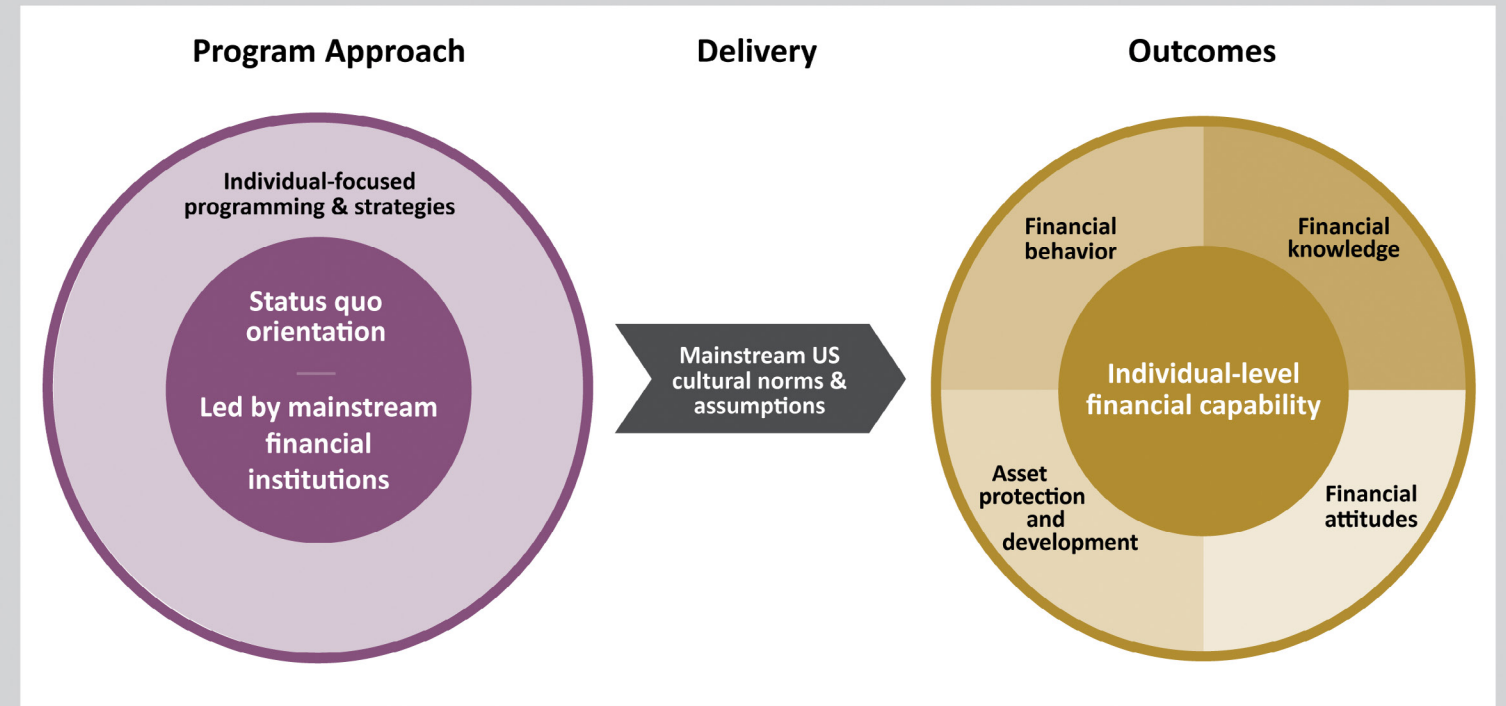 Program Approach
Delivery
Outcomes
Individual-focused
programming & strategies
Status quo
orientation
Led by mainstream
financial
institutions
Mainstream US
cultural norms &
assumptions
Financial
behavior
Financial
knowledge
Individual-level
financial capability
Asset
protection
and
development
Financial
attitudes